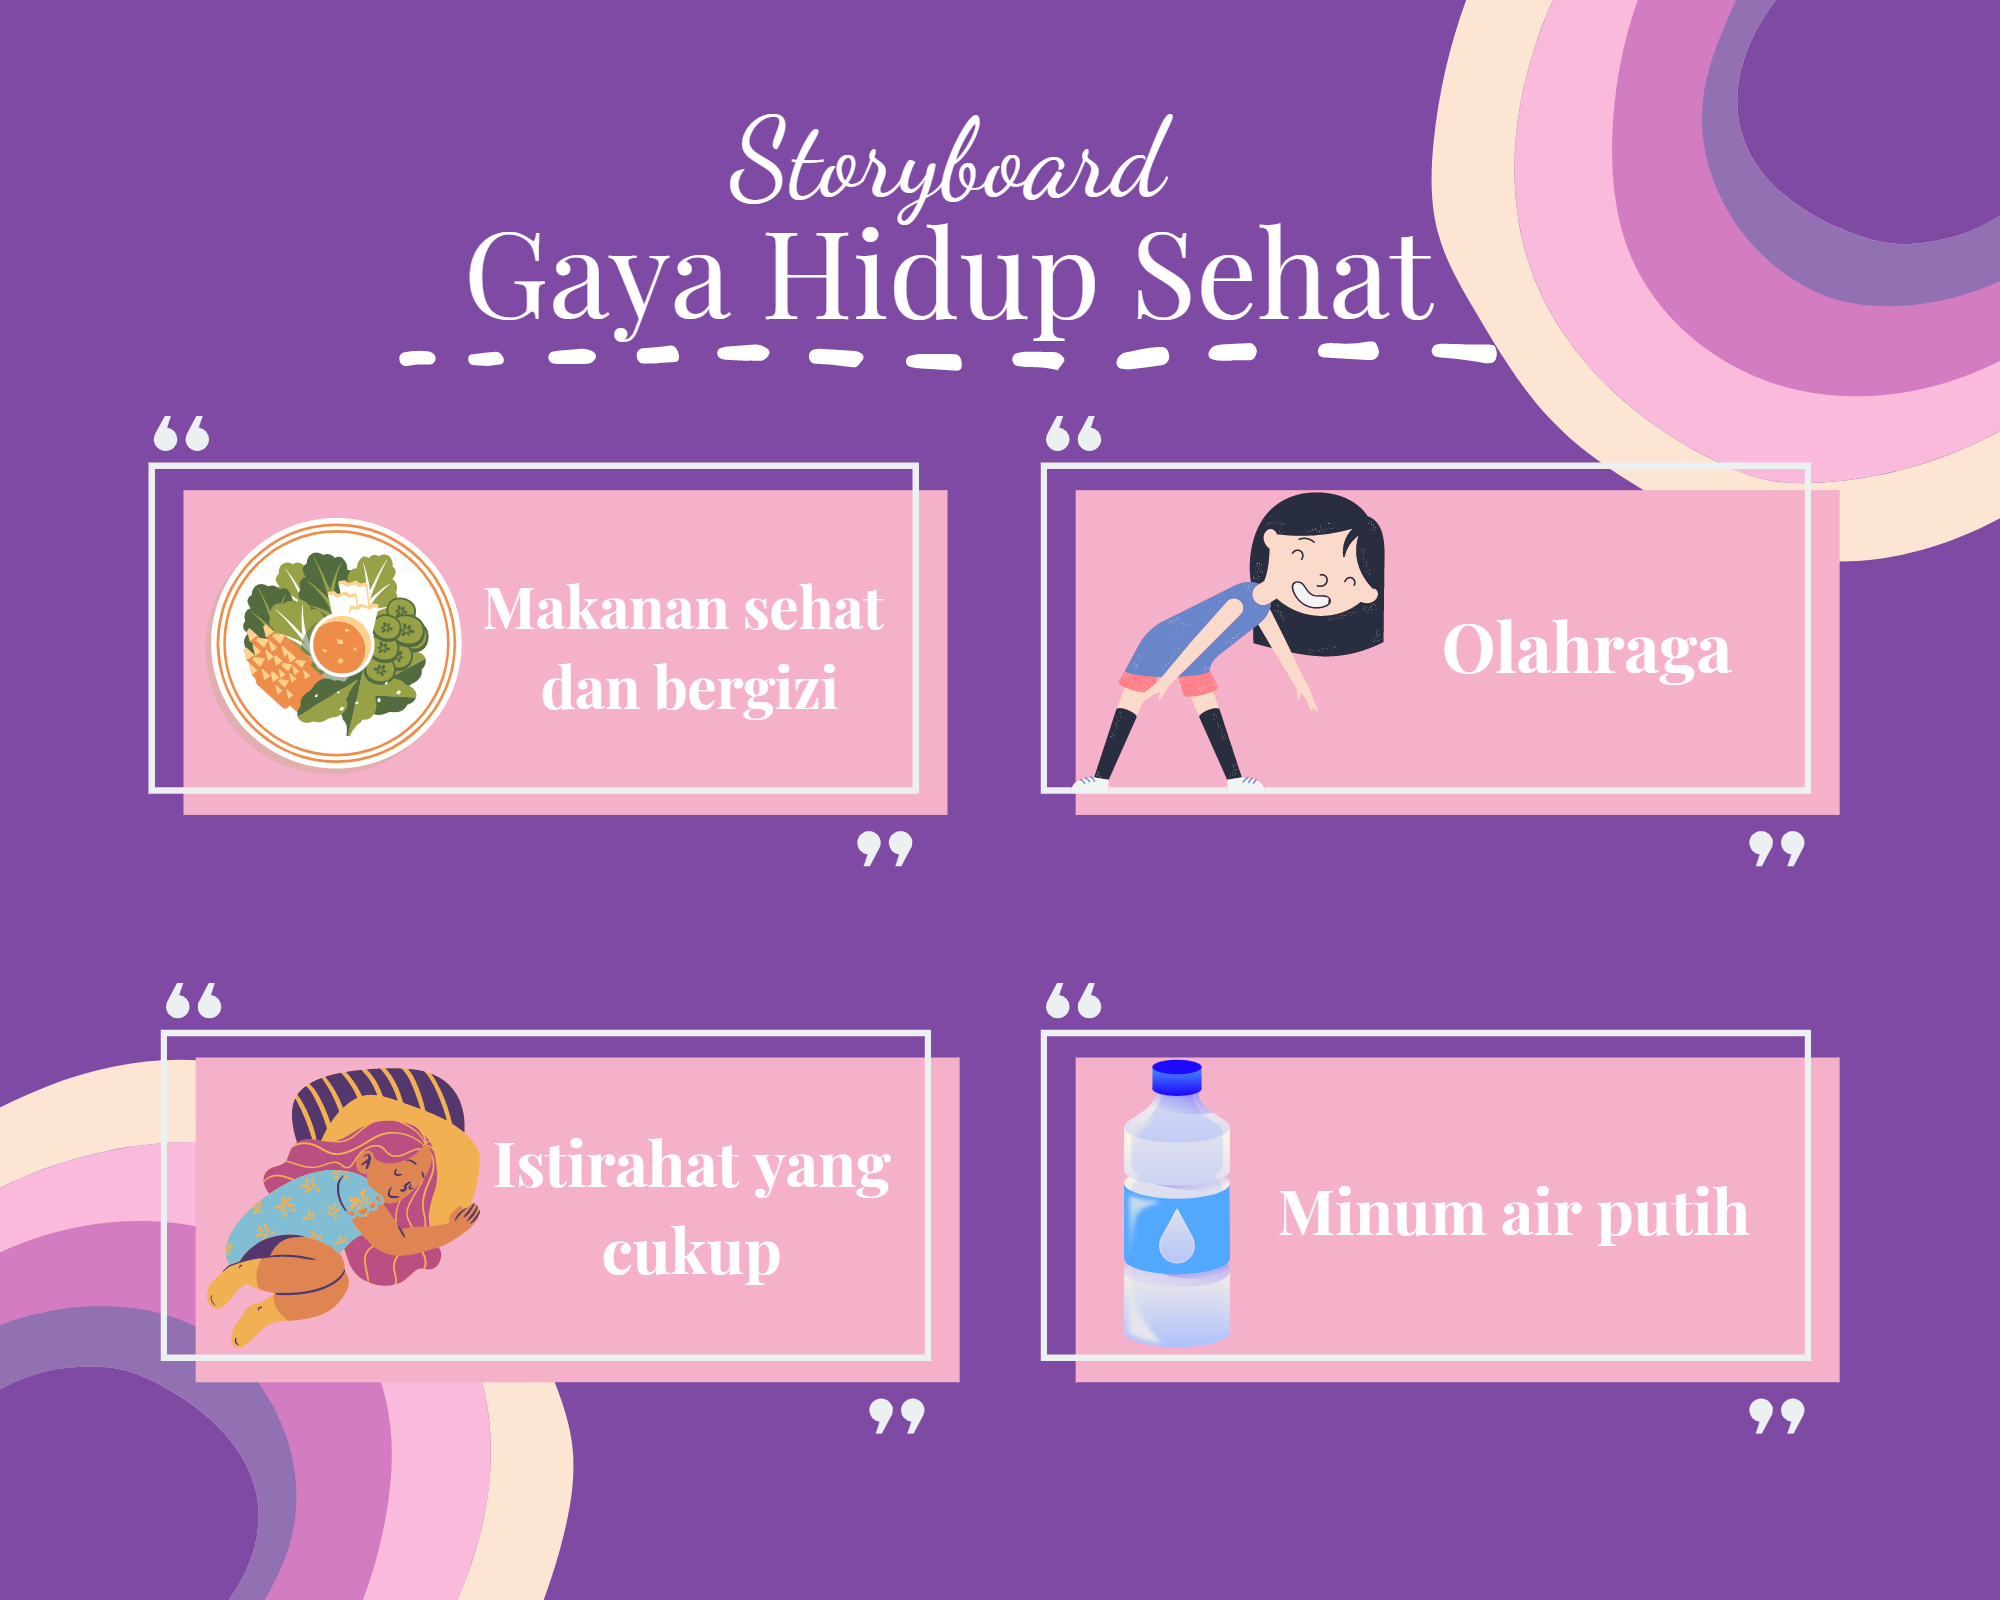 Storyboard
Gaya Hidup Sehat
Makanan sehat
dan bergizi
Olahraga
Istirahat yang
cukup
Minum air putih